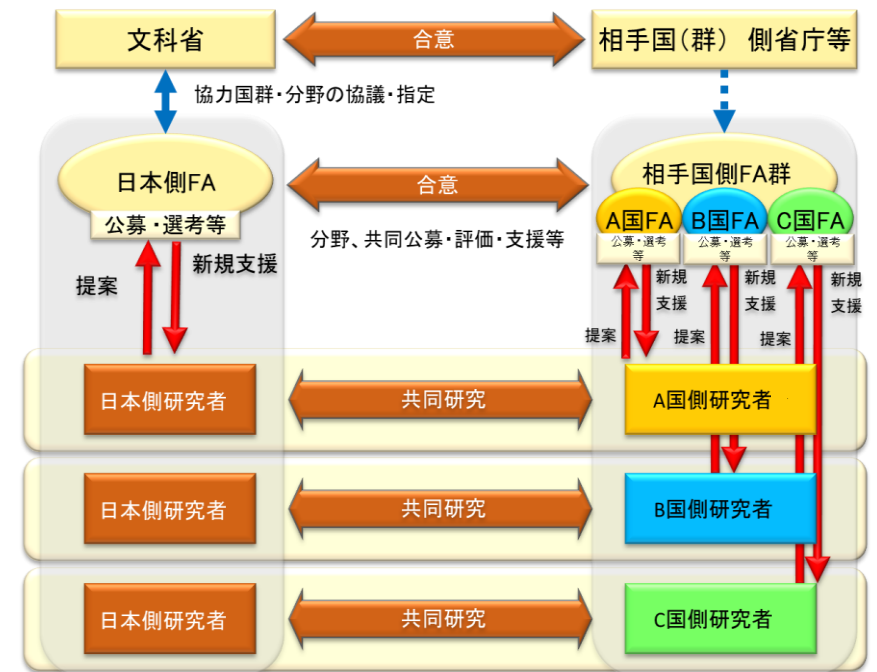 文科省
合意
相手国(群) 側省庁等
協力国群・分野の協議・指定
日本側FA
公募・選考等
合意
分野、共同公募・評価・支援等
相手国側FA群
A国FA
B国FA
C国FA
公募・選考
等
公募・選考
等
公募・選考
等
提案
新規支援
提案
新規
支援
提案
新規
支援
提案
新規
支援
日本側研究者
共同研究
A国側研究者
日本側研究者
共同研究
B国側研究者
日本側研究者
共同研究
C国側研究者